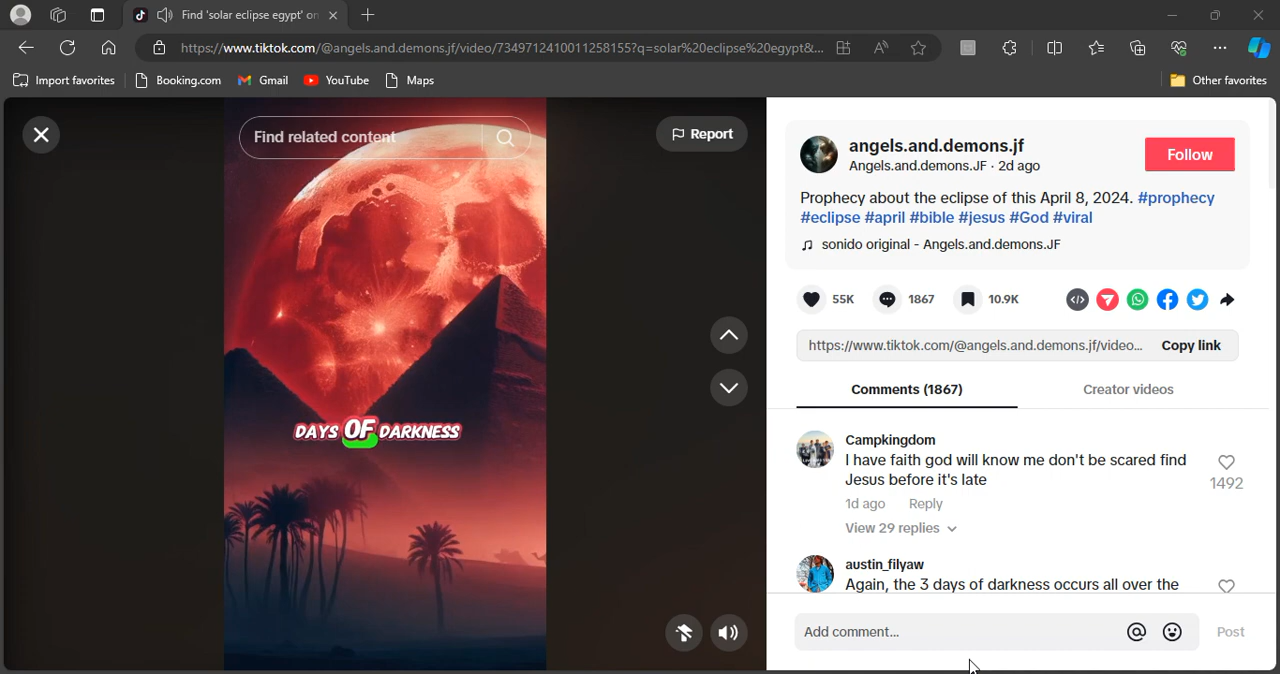 Find 'solar eclipse egypt' on
https://www.tiktok.com/@angels.and.demons.jf/video/7349712410011258155?q=solar%20eclipse%20egypt&...
Import favorites
Booking.com
Gmail
YouTube
Maps
Other favorites
Find related content
Report
DAYS OF DARKNESS
angels.and.demons.jf
Angels.and.demons.JF · 2d ago
Follow
Prophecy about the eclipse of this April 8, 2024. #prophecy
#eclipse #april #bible #jesus #God #viral
sonido original - Angels.and.demons.JF
55K
1867
10.9K
https://www.tiktok.com/@angels.and.demons.jf/video...
Copy link
Comments (1867)
Creator videos
Campkingdom
I have faith god will know me don't be scared find
Jesus before it's late
1492
1d ago Reply
View 29 replies
austin_filyaw
Again, the 3 days of darkness occurs all over the
Add comment...
Post